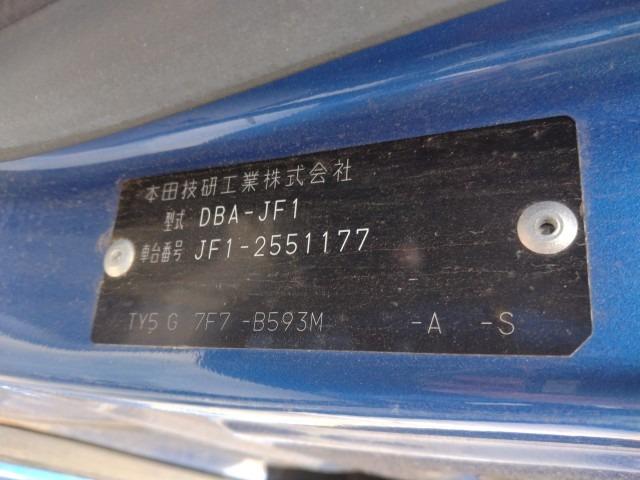 本田技研工業株式会社
型式 DBA-JF1
車台番号 JF1-2551177
TY5 G 7F7 -B593M -A -S